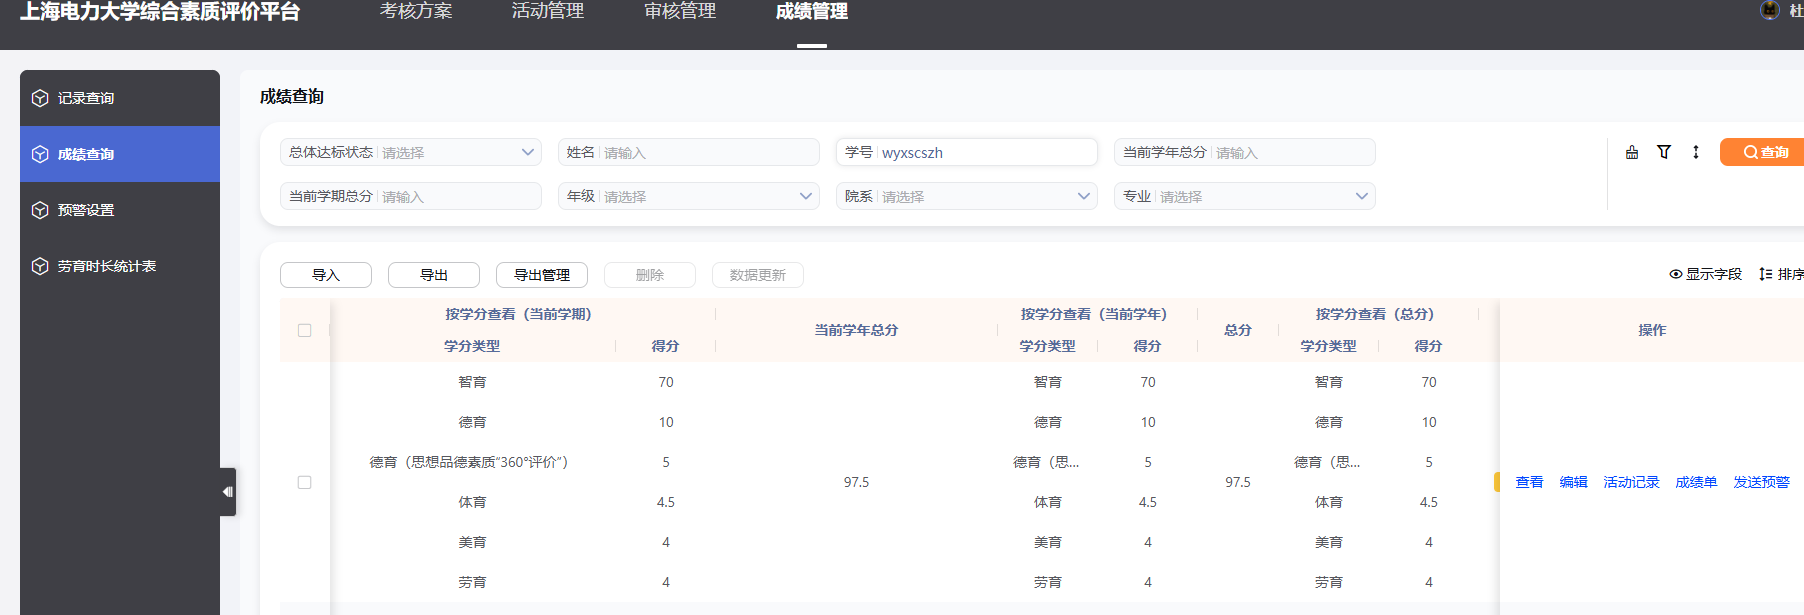 上海电力大学综合素质评价平台 考核方案 活动管理 审核管理 成绩管理 杜
记录查询
成绩查询
预警设置
劳育时长统计表
成绩查询
总体达标状态 请选择 姓名 请输入 学号 wyxscszh 当前学年总分 请输入 查询
当前学期总分 请输入 年级 请选择 院系 请选择 专业 请选择
导入 导出 导出管理 删除 数据更新 显示字段 排序
按学分查看（当前学期） 当前学年总分 按学分查看（当前学年） 总分 按学分查看（总分） 操作
学分类型 得分 学分类型 得分 学分类型 得分
智育 70 智育 70 智育 70
德育 10 德育 10 德育 10
德育（思想品德素质“360°评价”） 5 德育（思... 5 德育（思... 5
97.5 97.5 查看 编辑 活动记录 成绩单 发送预警
体育 4.5 体育 4.5 体育 4.5
美育 4 美育 4 美育 4
劳育 4 劳育 4 劳育 4